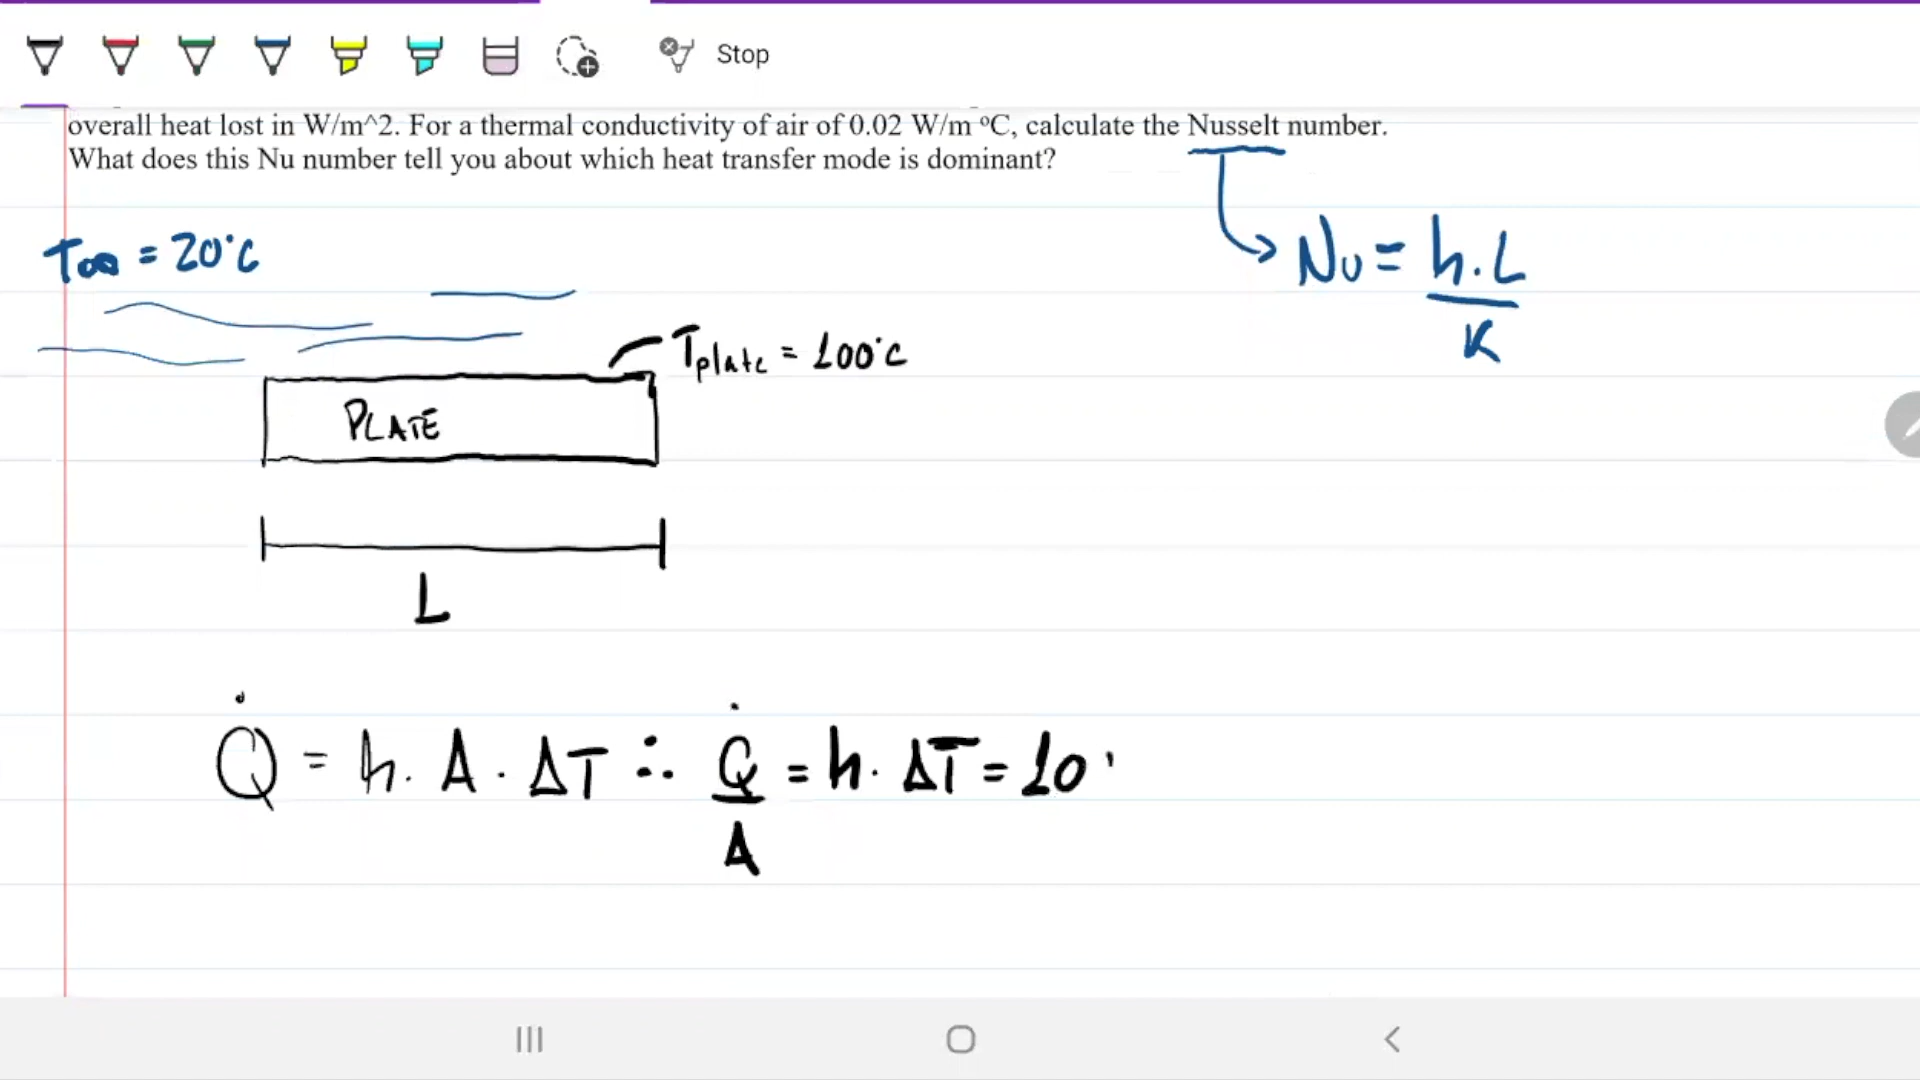 Stop
overall heat lost in W/m^2. For a thermal conductivity of air of 0.02 W/m ºC, calculate the Nusselt number.
What does this Nu number tell you about which heat transfer mode is dominant?
T∞ = 20°C
Nu = h.L / K
Tplate = 100°C
PLATE
L
Q̇ = h. A . ΔT ∴ Q̇ / A = h. ΔT = 10